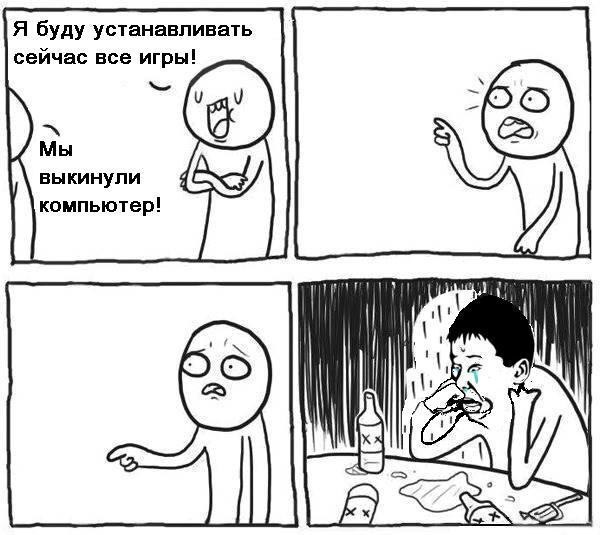 Я буду устанавливать
сейчас все игры!
Мы
выкинули
компьютер!
x x
x x
x x